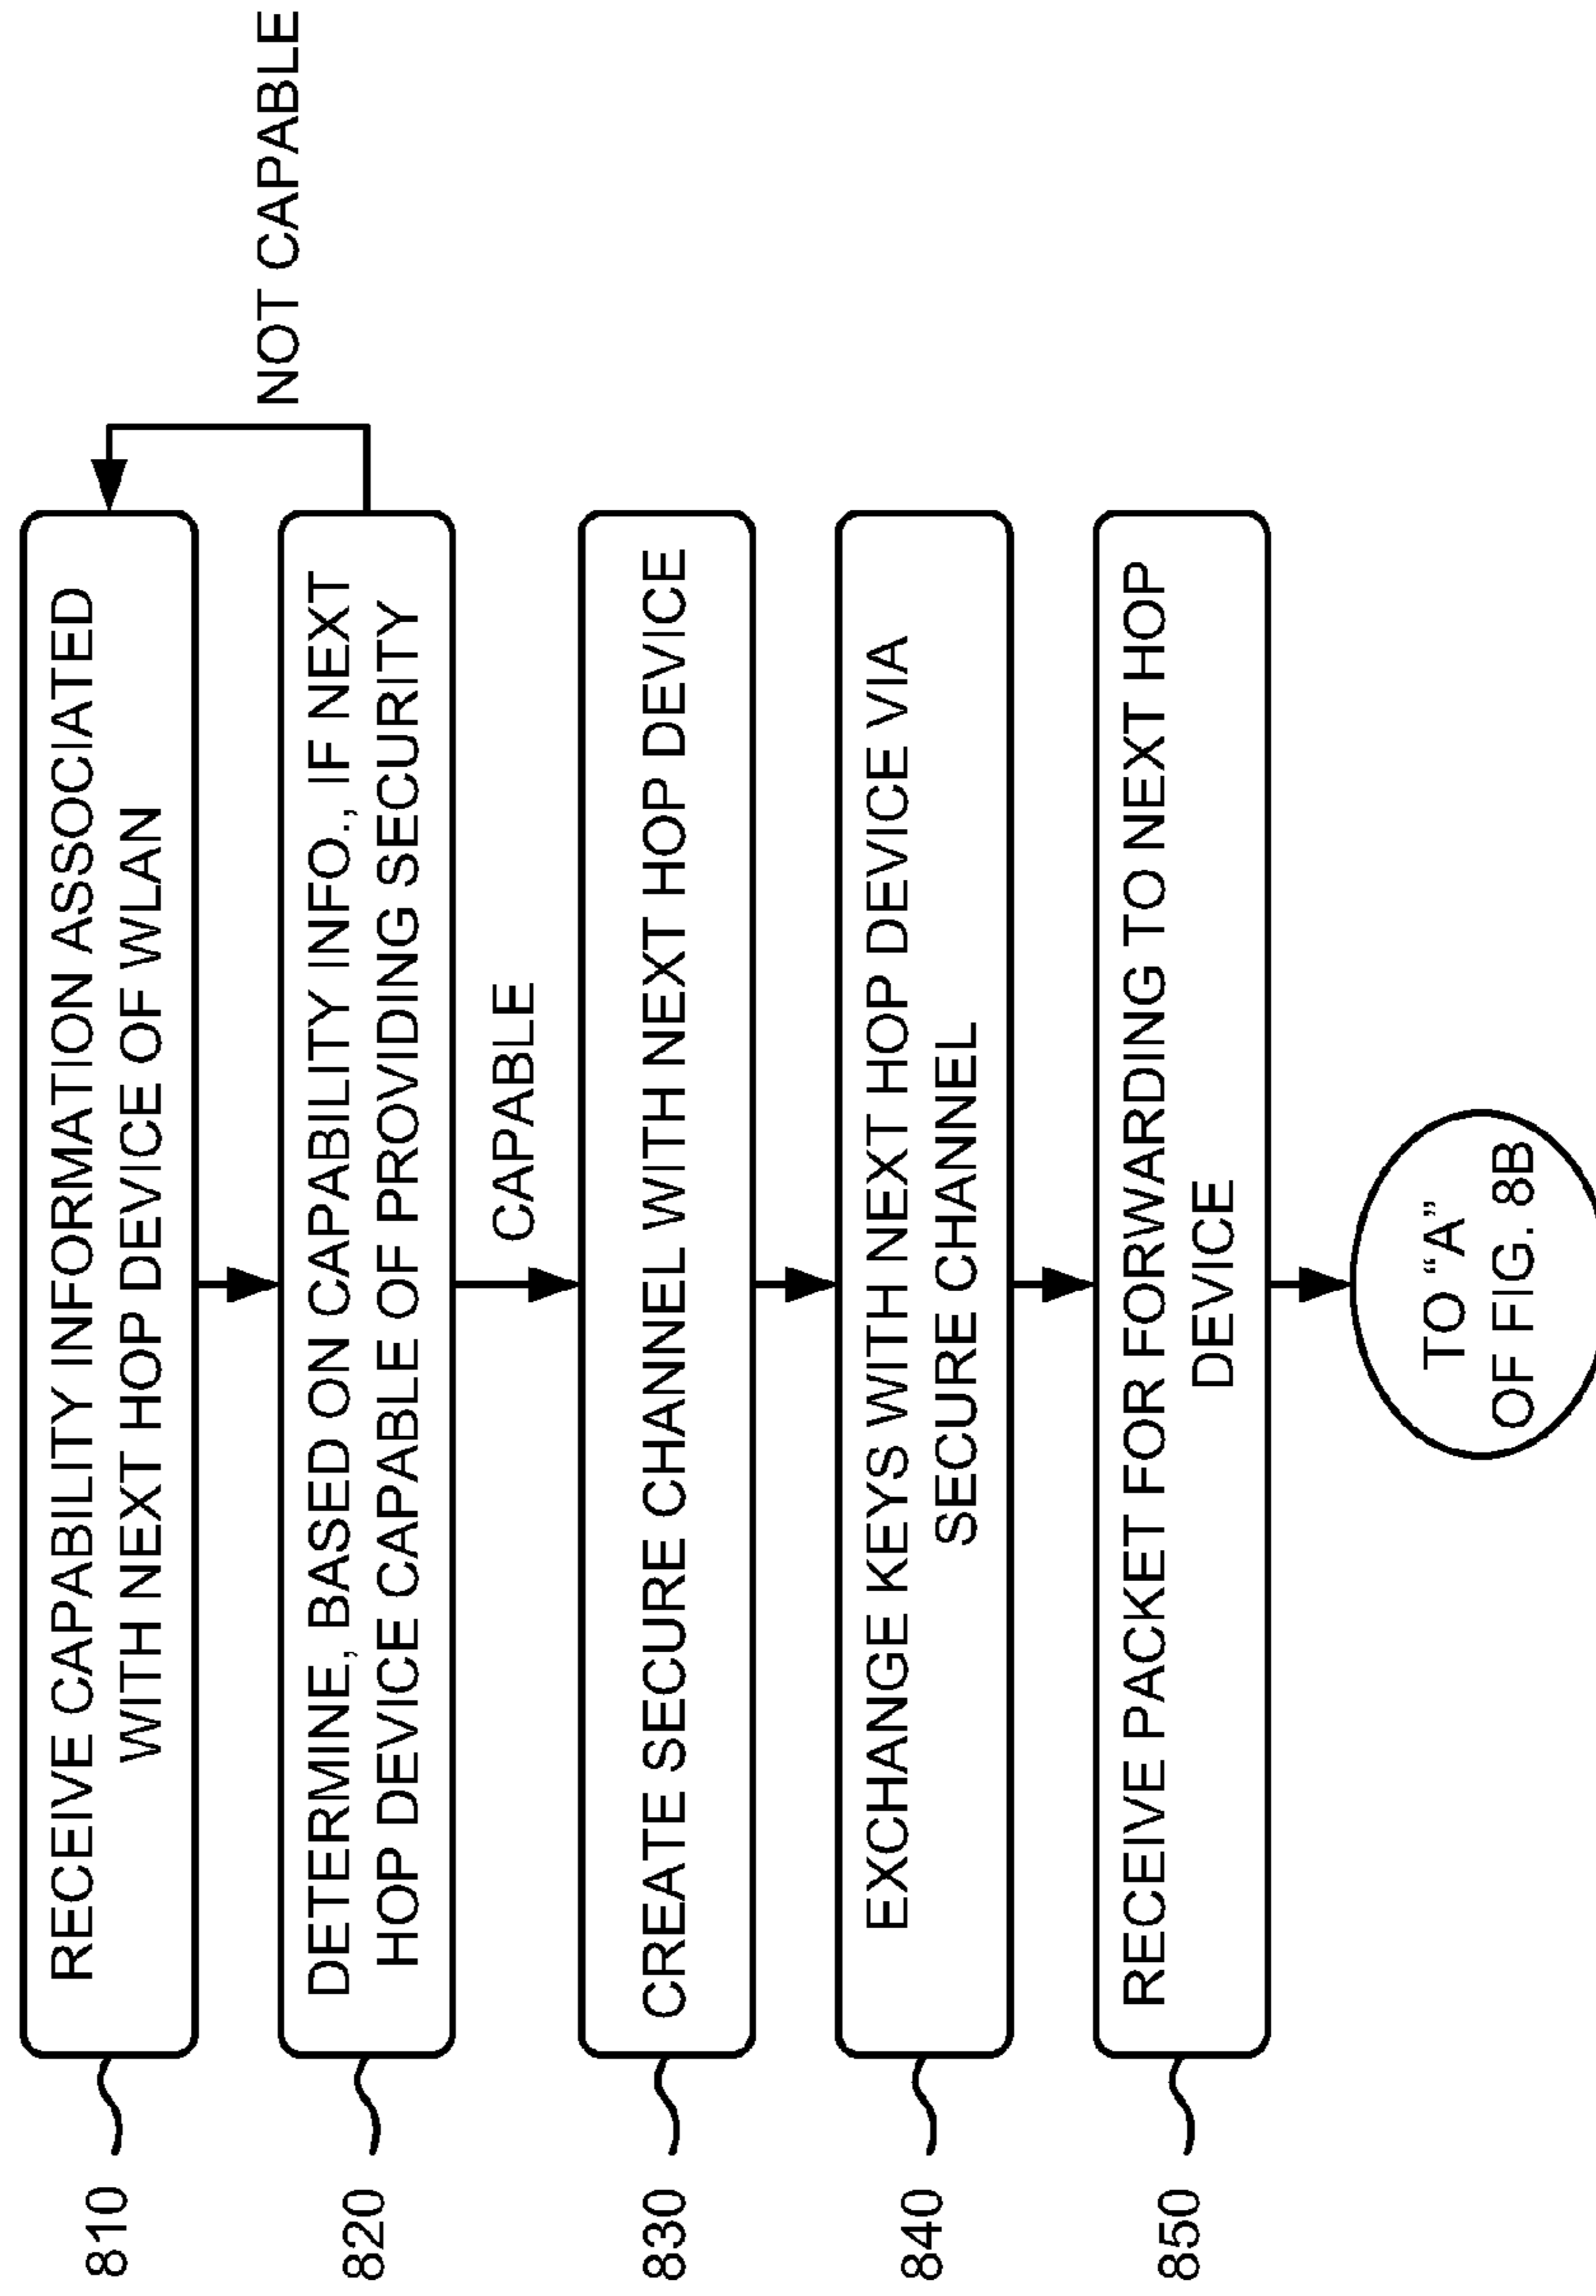 810
RECEIVE CAPABILITY INFORMATION ASSOCIATED
WITH NEXT HOP DEVICE OF WLAN
820
DETERMINE, BASED ON CAPABILITY INFO., IF NEXT
HOP DEVICE CAPABLE OF PROVIDING SECURITY
NOT CAPABLE
CAPABLE
830
CREATE SECURE CHANNEL WITH NEXT HOP DEVICE
840
EXCHANGE KEYS WITH NEXT HOP DEVICE VIA
SECURE CHANNEL
850
RECEIVE PACKET FOR FORWARDING TO NEXT HOP
DEVICE
TO “A”
OF FIG. 8B